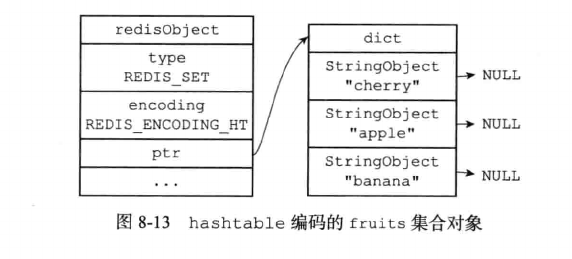 redisObject
type
REDIS_SET
encoding
REDIS_ENCODING_HT
ptr
...
dict
StringObject
"cherry"
NULL
StringObject
"apple"
NULL
StringObject
"banana"
NULL
图 8-13 hashtable 编码的 fruits 集合对象